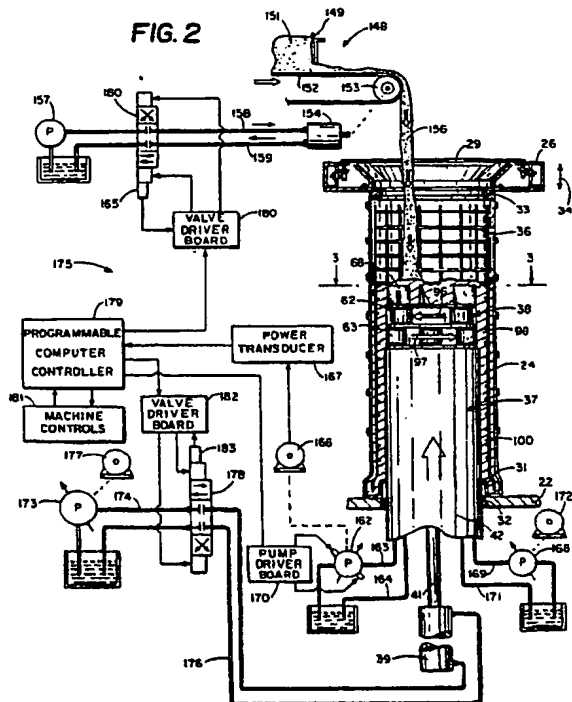 FIG. 2
149
148
151
152
153
157
180
158
154
159
156
29
26
165
VALVE
DRIVER
BOARD
180
33
34
36
68
3
3
175
179
62
96
38
63
98
PROGRAMMABLE
COMPUTER
CONTROLLER
POWER
TRANSDUCER
167
97
24
37
181
MACHINE
CONTROLS
VALVE
DRIVER
BOARD
182
100
183
166
31
177
178
22
173
P
174
32
172
162
P
163
42
PUMP
DRIVER
BOARD
170
164
169
168
P
171
41
176
39
P